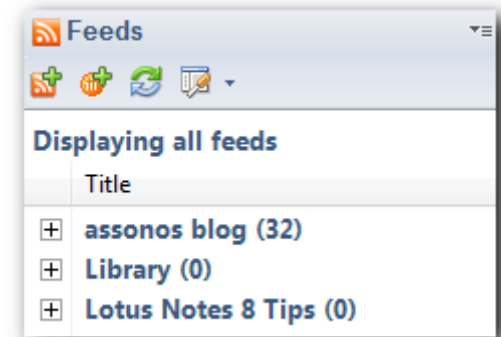 Feeds
Displaying all feeds
Title
assonos blog (32)
Library (0)
Lotus Notes 8 Tips (0)